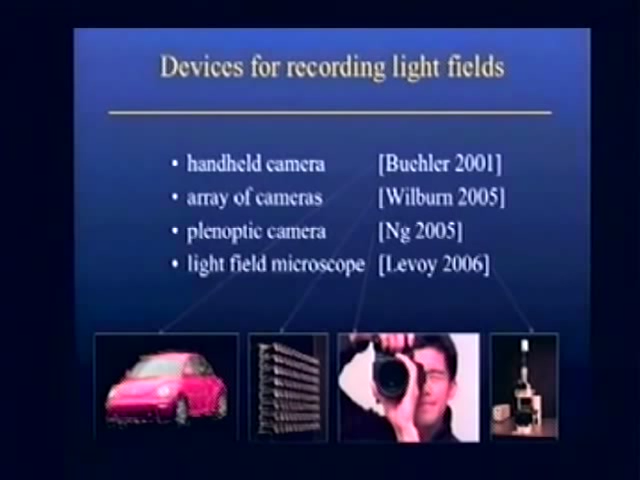 Devices for recording light fields
• handheld camera [Buehler 2001]
• array of cameras [Wilburn 2005]
• plenoptic camera [Ng 2005]
• light field microscope [Levoy 2006]